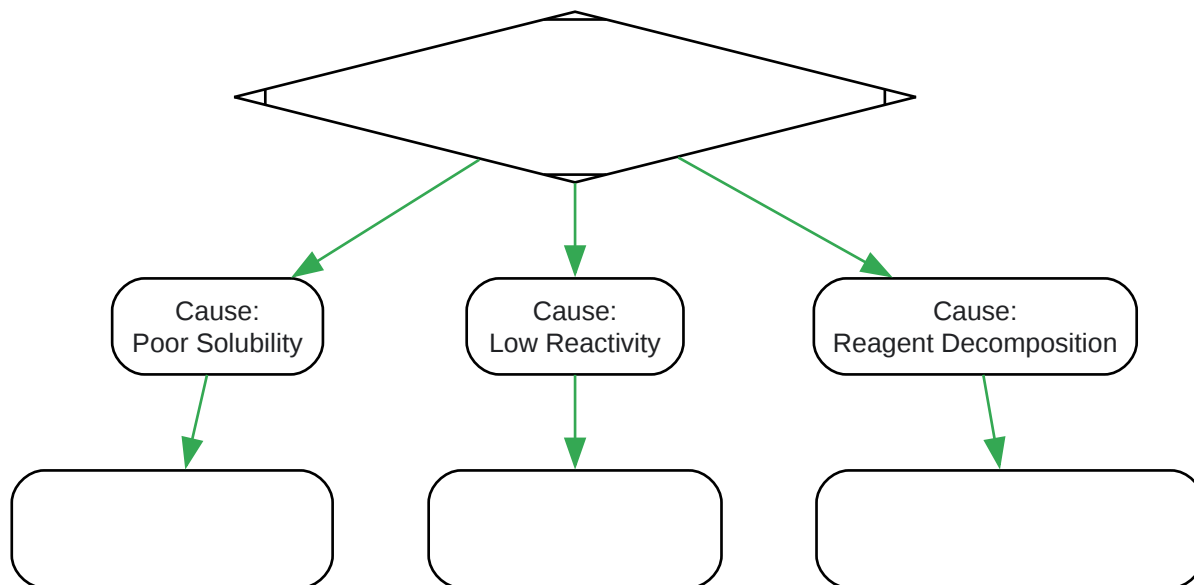 Cause:
Poor Solubility
Cause:
Low Reactivity
Cause:
Reagent Decomposition